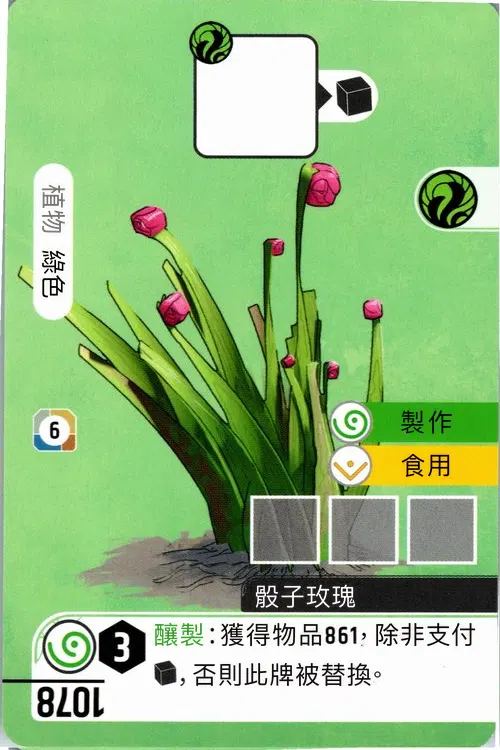 植物 綠色
6
製作
食用
骰子玫瑰
3 釀製：獲得物品861，除非支付
，否則此牌被替換。
1078